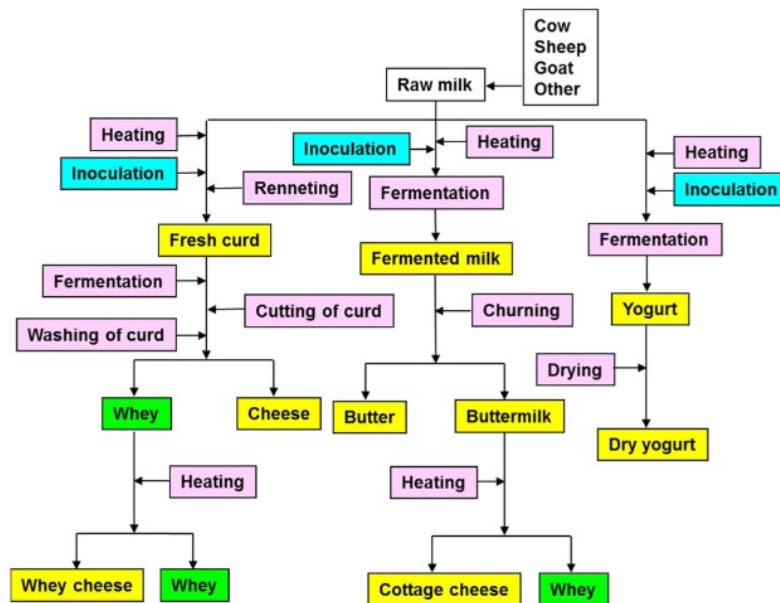 Cow
Sheep
Goat
Other
Raw milk
Heating
Inoculation
Heating
Heating
Inoculation
Renneting
Fermentation
Inoculation
Fresh curd
Fermented milk
Fermentation
Fermentation
Cutting of curd
Churning
Yogurt
Washing of curd
Drying
Whey
Cheese
Butter
Buttermilk
Dry yogurt
Heating
Heating
Whey cheese
Whey
Cottage cheese
Whey